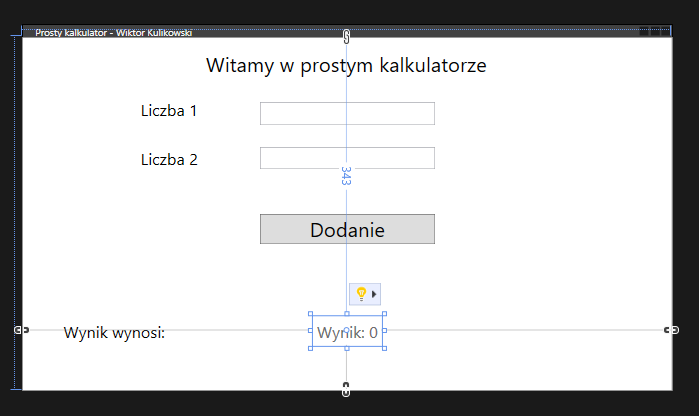 Prosty kalkulator - Wiktor Kulikowski
Witamy w prostym kalkulatorze
Liczba 1
Liczba 2
343
Dodanie
Wynik wynosi:
Wynik: 0